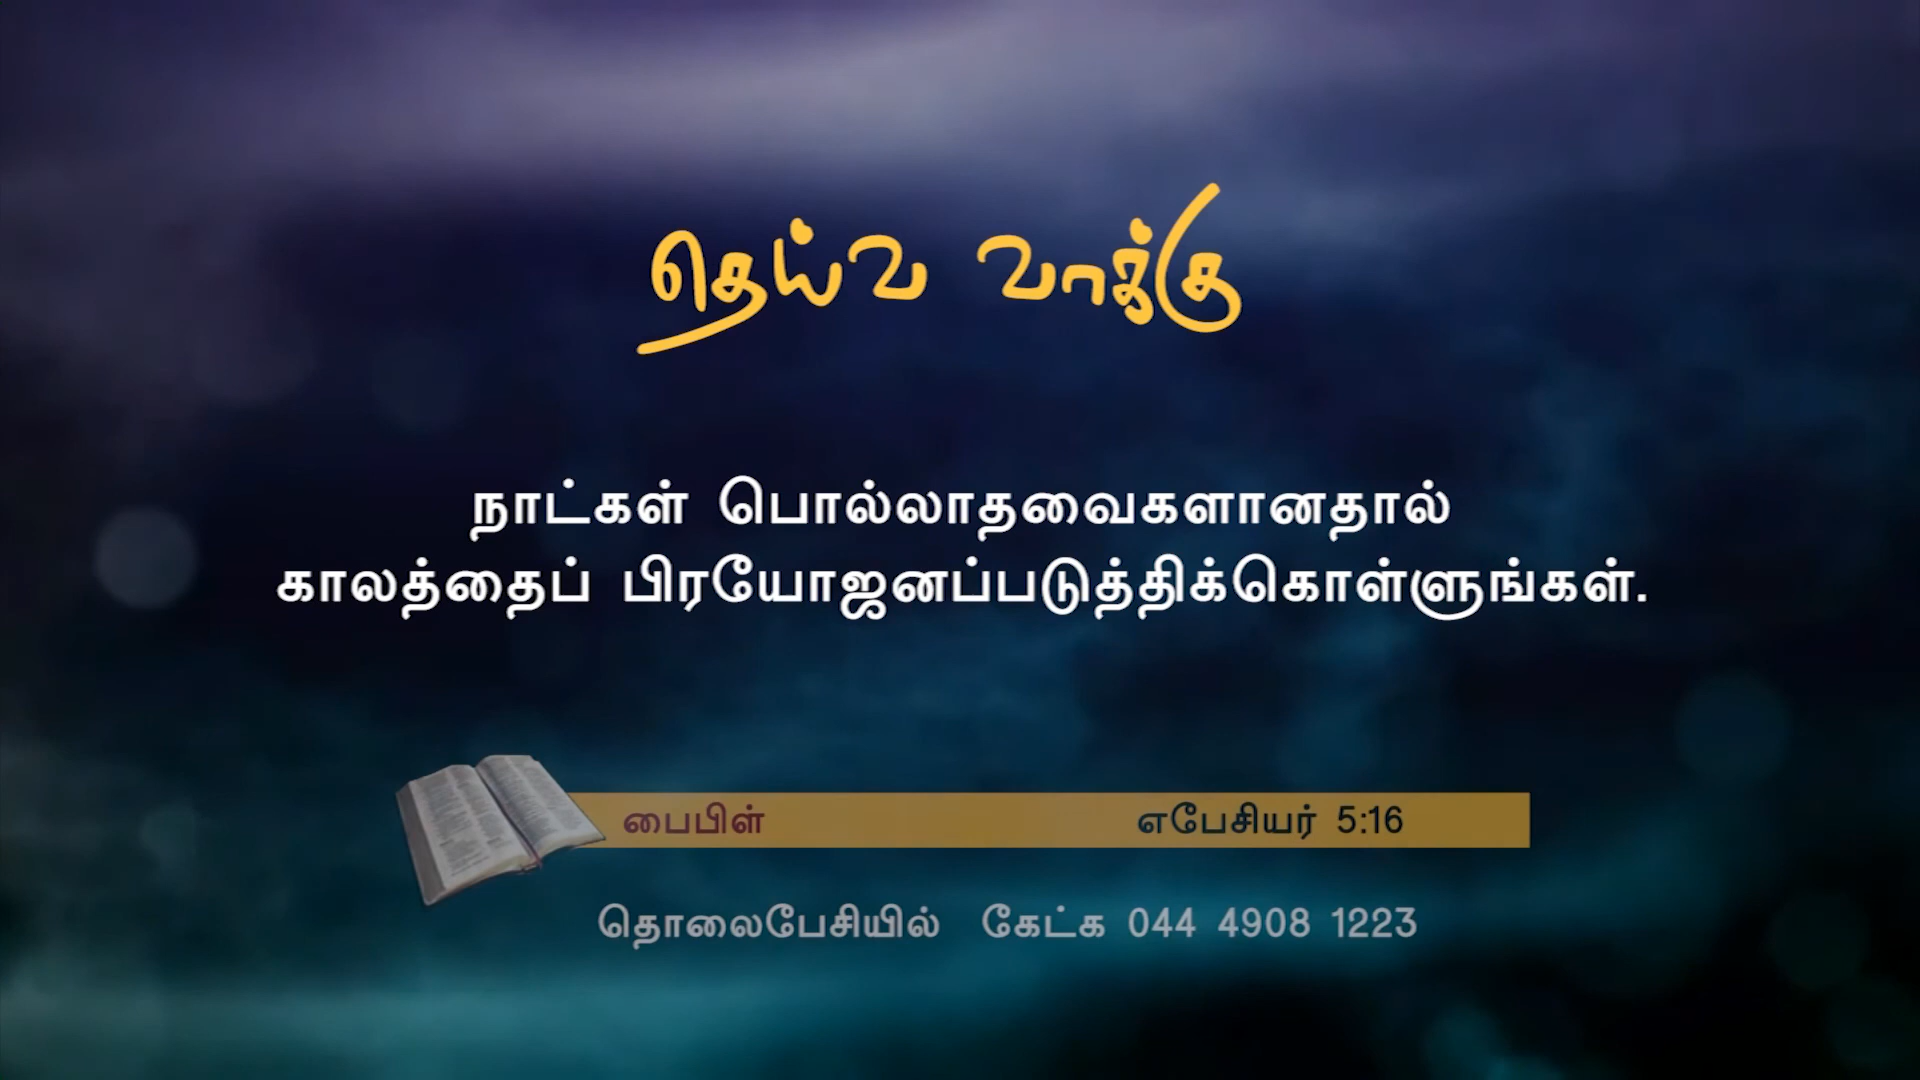 தெய்வ வாக்கு
நாட்கள் பொல்லாதவைகளானதால்
காலத்தைப் பிரயோஜனப்படுத்திக்கொள்ளுங்கள்.
பைபிள் எபேசியர் 5:16
தொலைபேசியில் கேட்க 044 4908 1223